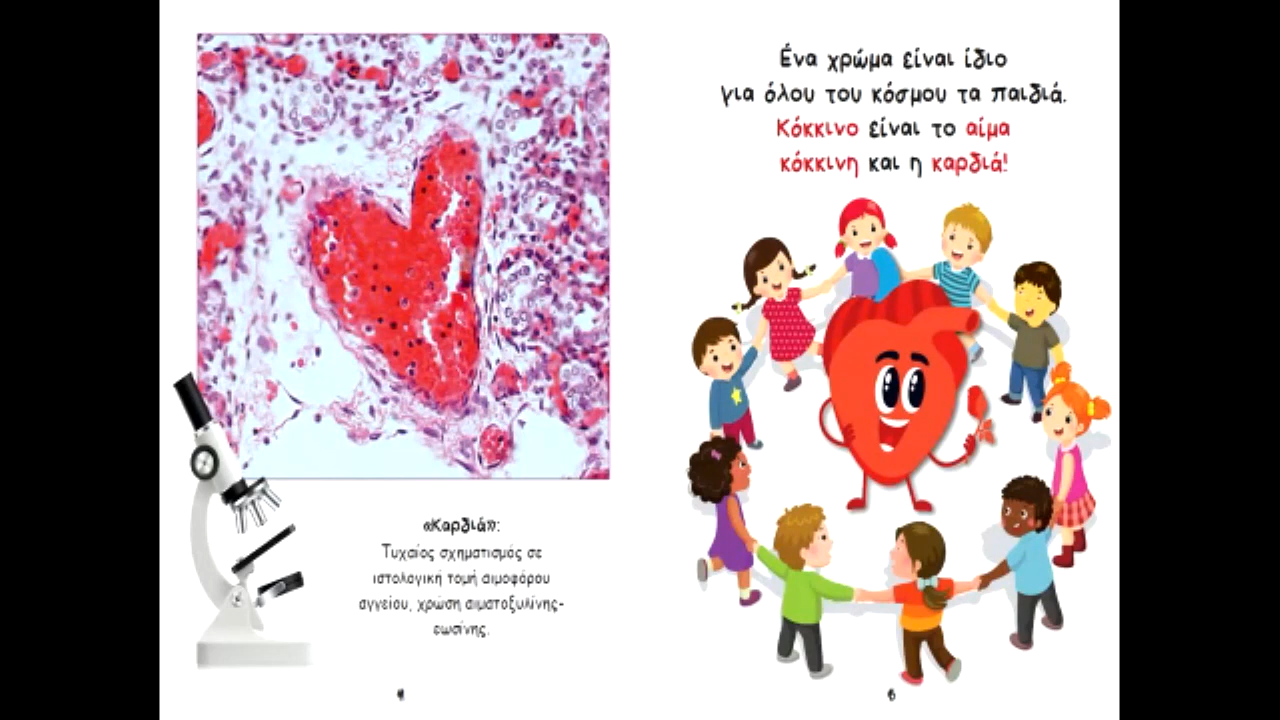 «Καρδιά»:
Τυχαίος σχηματισμός σε
ιστολογική τομή αιμοφόρου
αγγείου, χρώση αιματοξυλίνης-
εωσίνης.
Ένα χρώμα είναι ίδιο
για όλου του κόσμου τα παιδιά.
Κόκκινο είναι το αίμα
κόκκινη και η καρδιά!